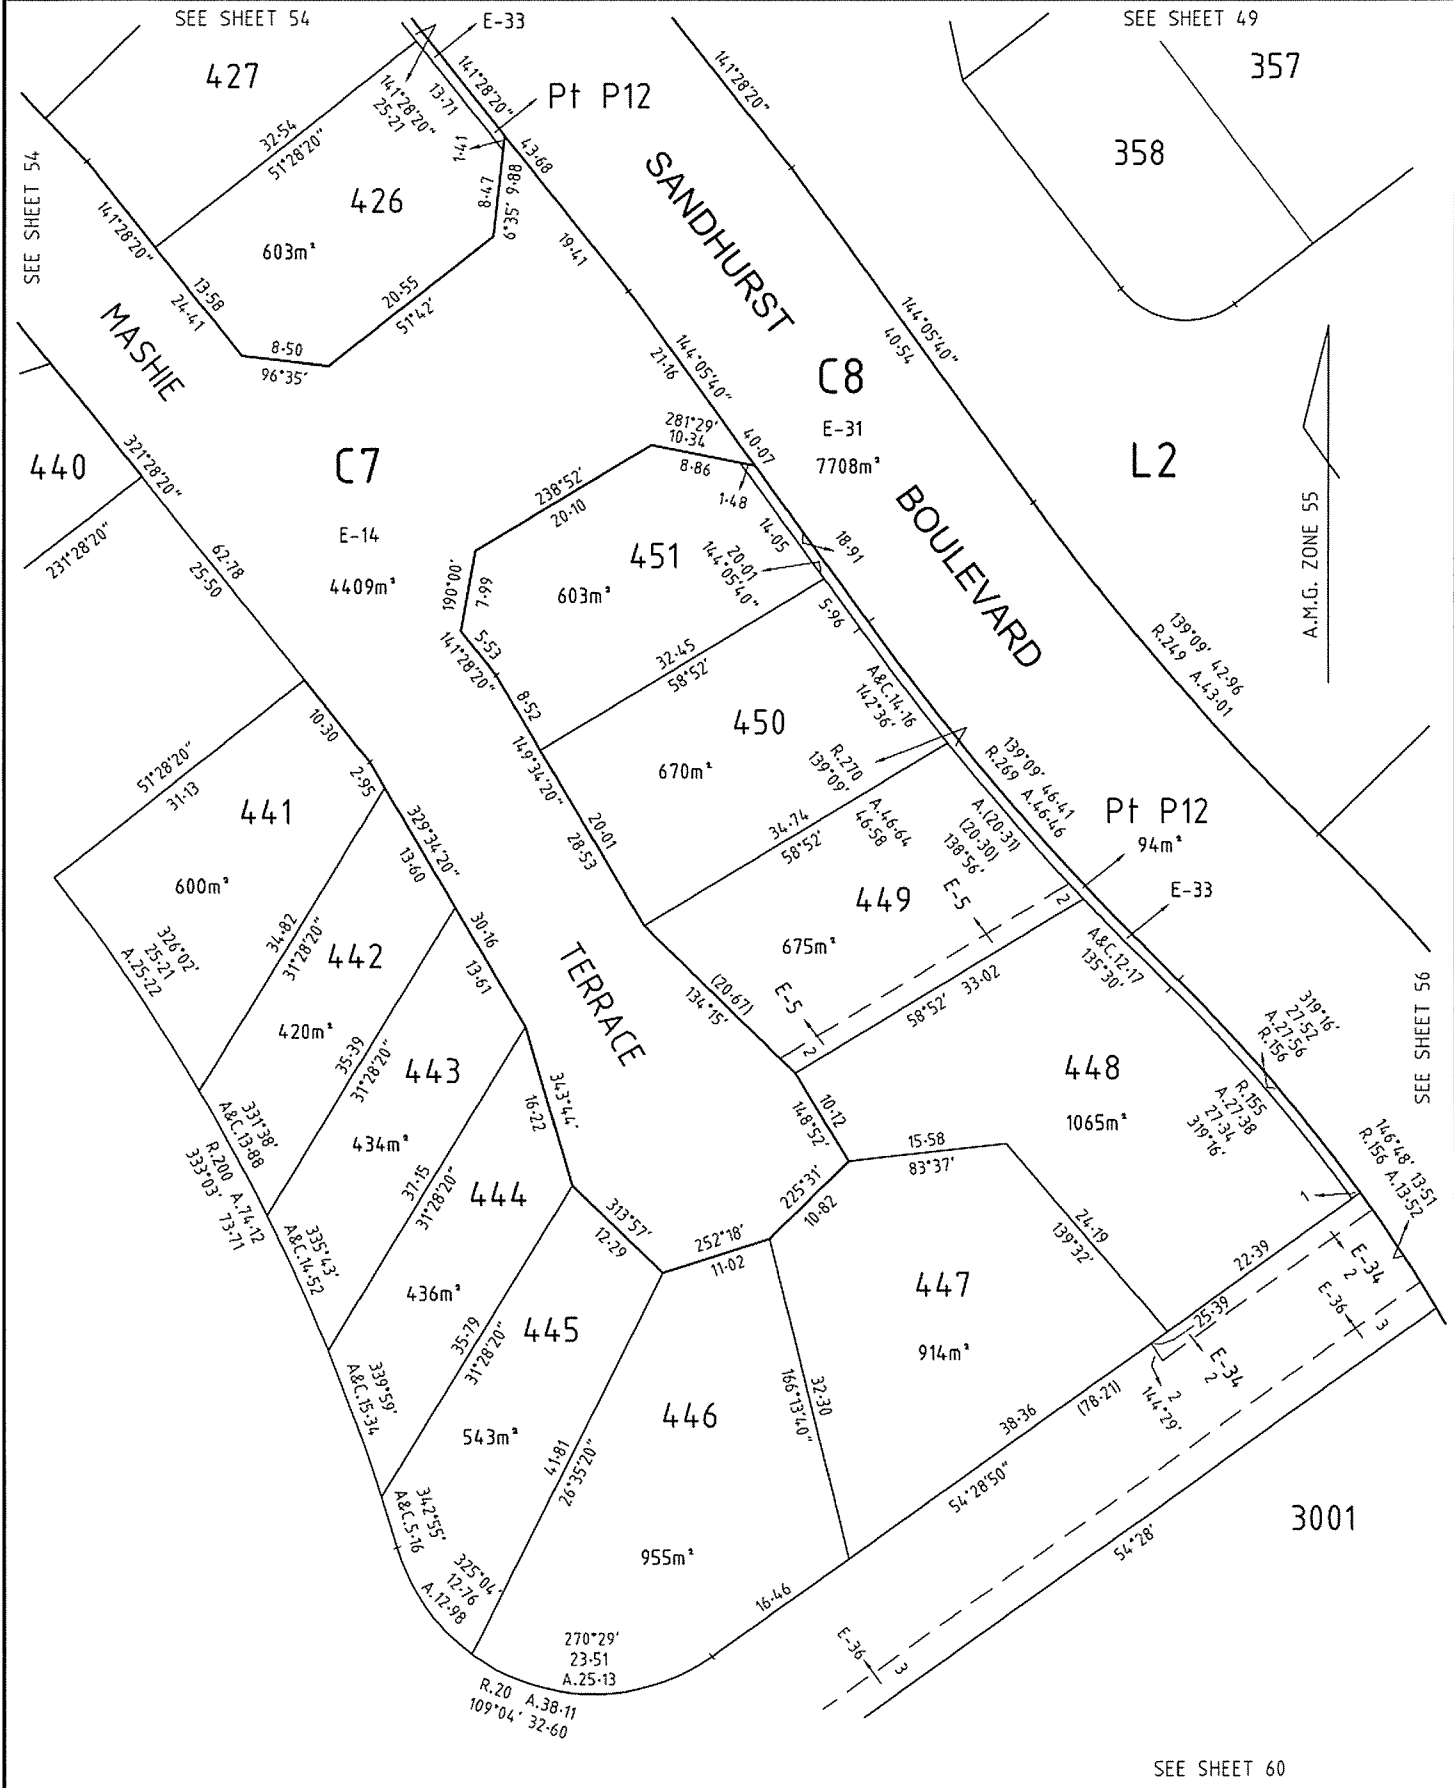 SEE SHEET 54
E-33
SEE SHEET 49
427
357
141°28'20"
13·71
141°28'20"
25·21
141°28'20"
Pt P12
32·54
51°28'20"
1·41
43·68
358
SEE SHEET 54
426
8·47
6°35' 9·88
SANDHURST
603m²
141°28'20"
19·41
13·58
24·41
20·55
51°42'
MASHIE
8·50
96°35'
144°05'40"
21·16
144°05'40"
40·54
C8
E-31
7708m²
281°29'
10·34
8·86
40·07
1·48
440
321°28'20"
C7
L2
231°28'20"
238°52'
20·10
BOULEVARD
E-14
4409m²
62·78
25·50
451
603m²
14·05
18·91
20·01
144°05'40"
A.M.G. ZONE 55
190°00'
7·99
5·96
5·53
141°28'20"
32·45
58°52'
139°09' 42·96
R.249 A.43·01
A&C.14·16
142°36'
8·52
10·30
450
670m²
149°34'20"
R.270
139°09'
139°09' 46·41
R.269 A.46·46
51°28'20"
31·13
2·95
441
600m²
329°34'20"
13·60
20·01
28·53
34·74
58°52'
A.46·64
46·58
A.(20·31)
(20·30)
138°56'
Pt P12
94m²
E-33
449
675m²
E-5
2
34·82
31°28'20"
326°02'
25·21
A.25·22
30·16
13·61
442
420m²
TERRACE
(20·67)
134°15'
A&C.12·17
135°30'
E-5
2
58°52' 33·02
SEE SHEET 56
319°16'
27·52
A.27·56
R.156
35·39
31°28'20"
443
434m²
343°44'
16·22
448
1065m²
10·12
148°52'
R.155
A.27·38
27·34
319°16'
331°38'
A&C.13·88
R.200 A.74·12
333°03' 73·71
15·58
83°37'
146°48' 13·51
R.156 A.13·52
1
37·15
31°28'20"
444
436m²
225°31'
10·82
313°57'
12·29
252°18'
11·02
24·19
139°32'
335°43'
A&C.14·52
22·39
25·39
E-34
2
E-36
3
447
914m²
35·79
31°28'20"
445
543m²
339°59'
A&C.15·34
E-34
2
2
144°29'
32·30
166°13'40"
446
955m²
38·36
(78·21)
54°28'50"
41·81
26°35'20"
342°55'
A&C.5·16
3001
54°28'
325°04'
12·76
A.12·98
16·46
270°29'
23·51
A.25·13
E-36
3
R.20 A.38·11
109°04' 32·60
SEE SHEET 60